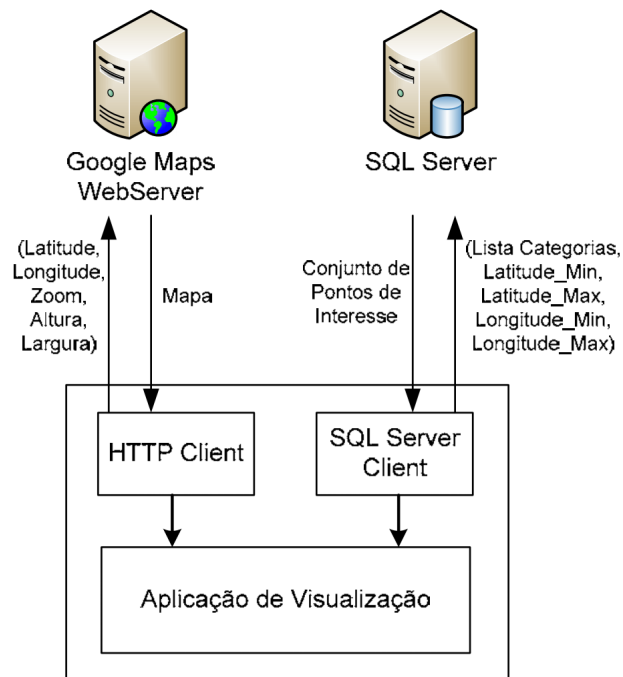 Google Maps
WebServer
SQL Server
(Latitude,
Longitude,
Zoom,
Altura,
Largura)
Mapa
Conjunto de
Pontos de
Interesse
(Lista Categorias,
Latitude_Min,
Latitude_Max,
Longitude_Min,
Longitude_Max)
HTTP Client
SQL Server
Client
Aplicação de Visualização